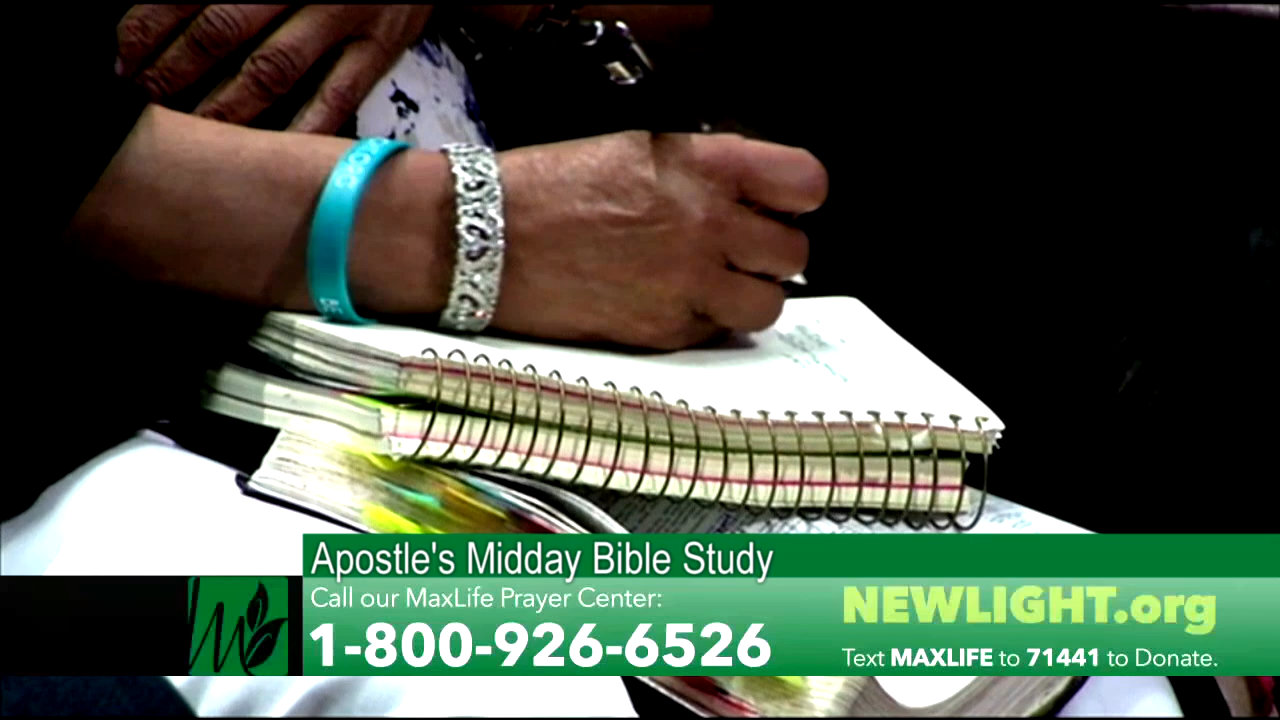 Apostle's Midday Bible Study
Call our MaxLife Prayer Center:
1-800-926-6526
NEWLIGHT.org
Text MAXLIFE to 71441 to Donate.